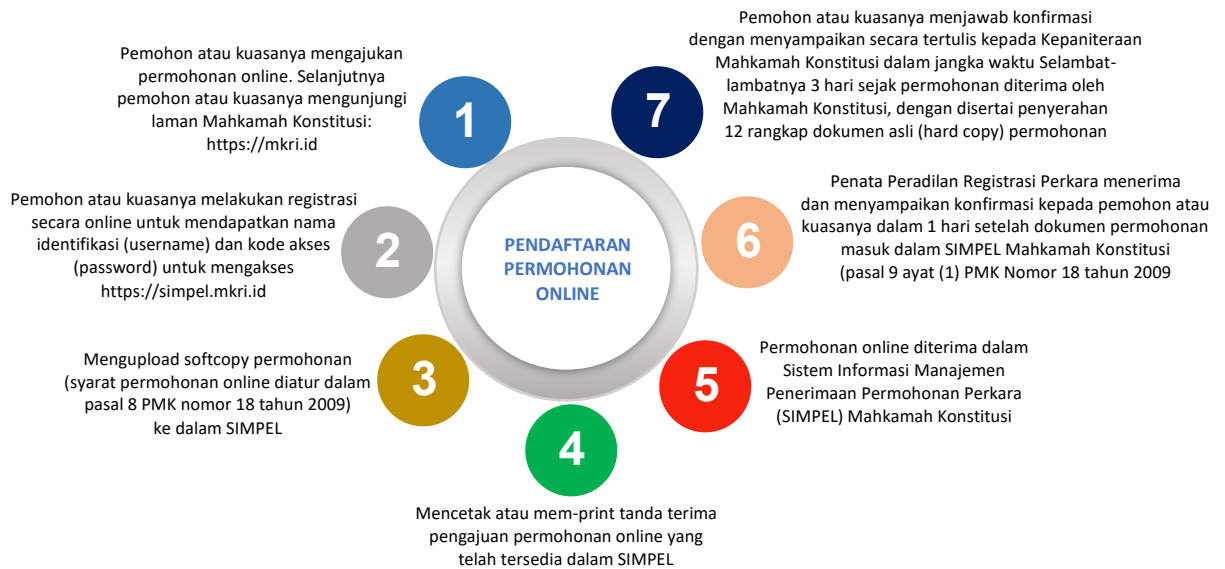 PENDAFTARAN
PERMOHONAN
ONLINE
1
Pemohon atau kuasanya mengajukan
permohonan online. Selanjutnya
pemohon atau kuasanya mengunjungi
laman Mahkamah Konstitusi:
https://mkri.id
2
Pemohon atau kuasanya melakukan registrasi
secara online untuk mendapatkan nama
identifikasi (username) dan kode akses
(password) untuk mengakses
https://simpel.mkri.id
3
Mengupload softcopy permohonan
(syarat permohonan online diatur dalam
pasal 8 PMK nomor 18 tahun 2009)
ke dalam SIMPEL
4
Mencetak atau mem-print tanda terima
pengajuan permohonan online yang
telah tersedia dalam SIMPEL
5
Permohonan online diterima dalam
Sistem Informasi Manajemen
Penerimaan Permohonan Perkara
(SIMPEL) Mahkamah Konstitusi
6
Penata Peradilan Registrasi Perkara menerima
dan menyampaikan konfirmasi kepada pemohon atau
kuasanya dalam 1 hari setelah dokumen permohonan
masuk dalam SIMPEL Mahkamah Konstitusi
(pasal 9 ayat (1) PMK Nomor 18 tahun 2009
7
Pemohon atau kuasanya menjawab konfirmasi
dengan menyampaikan secara tertulis kepada Kepaniteraan
Mahkamah Konstitusi dalam jangka waktu Selambat-
lambatnya 3 hari sejak permohonan diterima oleh
Mahkamah Konstitusi, dengan disertai penyerahan
12 rangkap dokumen asli (hard copy) permohonan